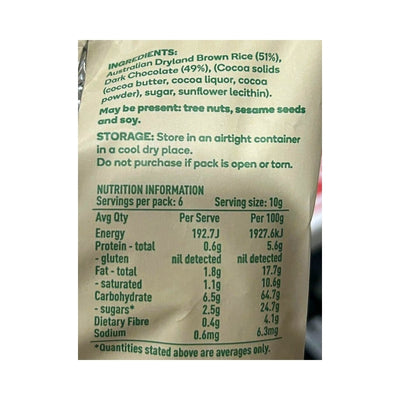 INGREDIENTS:
Australian Dryland Brown Rice (51%),
Dark Chocolate (49%), (Cocoa solids
(cocoa butter, cocoa liquor, cocoa
powder), sugar, sunflower lecithin).
May be present: tree nuts, sesame seeds
and soy.
STORAGE: Store in an airtight container
in a cool dry place.
Do not purchase if pack is open or torn.
NUTRITION INFORMATION
Servings per pack: 6 Serving size: 10g
Avg Qty Per Serve Per 100g
Energy 192.7J 1927.6kJ
Protein - total 0.6g 5.6g
- gluten nil detected nil detected
Fat - total 1.8g 17.7g
- saturated 1.1g 10.6g
Carbohydrate 6.5g 64.7g
- sugars* 2.5g 24.7g
Dietary Fibre 0.4g 4.1g
Sodium 0.6mg 6.3mg
*Quantities stated above are averages only.